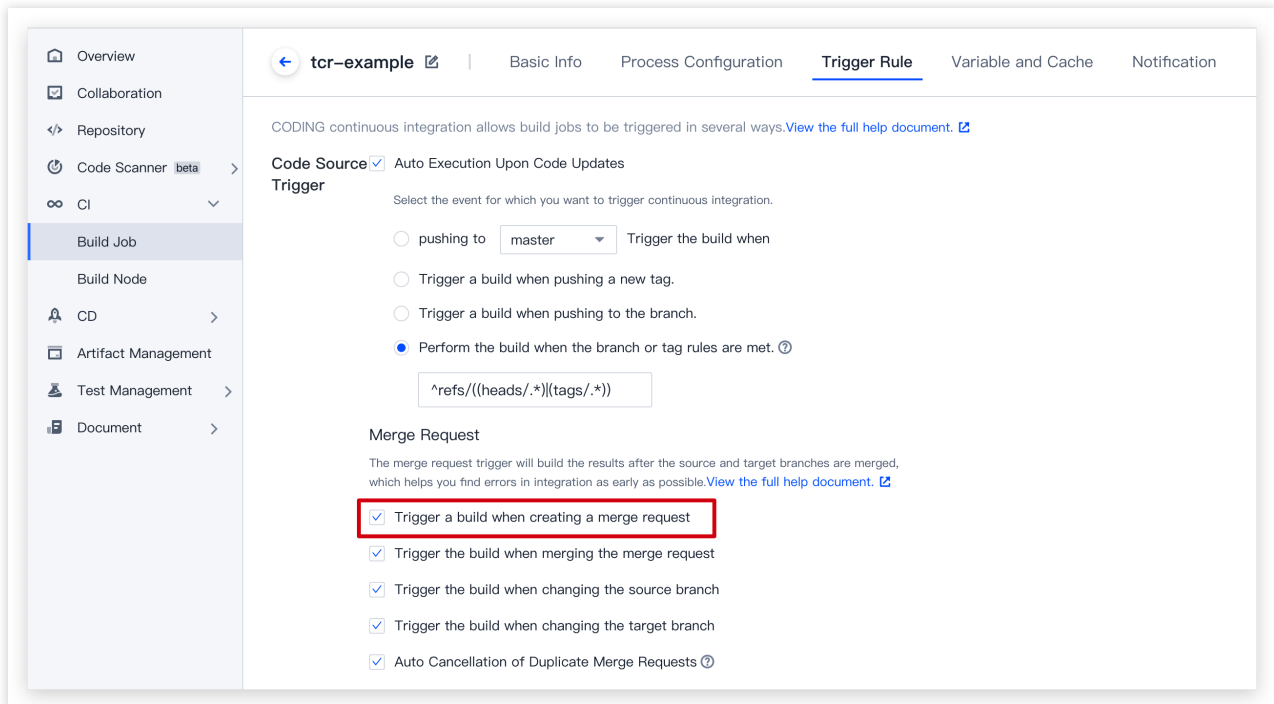 Overview
Collaboration
Repository
Code Scanner beta
CI
Build Job
Build Node
CD
Artifact Management
Test Management
Document
tcr-example
Basic Info
Process Configuration
Trigger Rule
Variable and Cache
Notification
CODING continuous integration allows build jobs to be triggered in several ways.View the full help document.
Code Source
Trigger
Auto Execution Upon Code Updates
Select the event for which you want to trigger continuous integration.
pushing to master Trigger the build when
Trigger a build when pushing a new tag.
Trigger a build when pushing to the branch.
Perform the build when the branch or tag rules are met.
^refs/((heads/.*)|(tags/.*))
Merge Request
The merge request trigger will build the results after the source and target branches are merged,
which helps you find errors in integration as early as possible.View the full help document.
Trigger a build when creating a merge request
Trigger the build when merging the merge request
Trigger the build when changing the source branch
Trigger the build when changing the target branch
Auto Cancellation of Duplicate Merge Requests